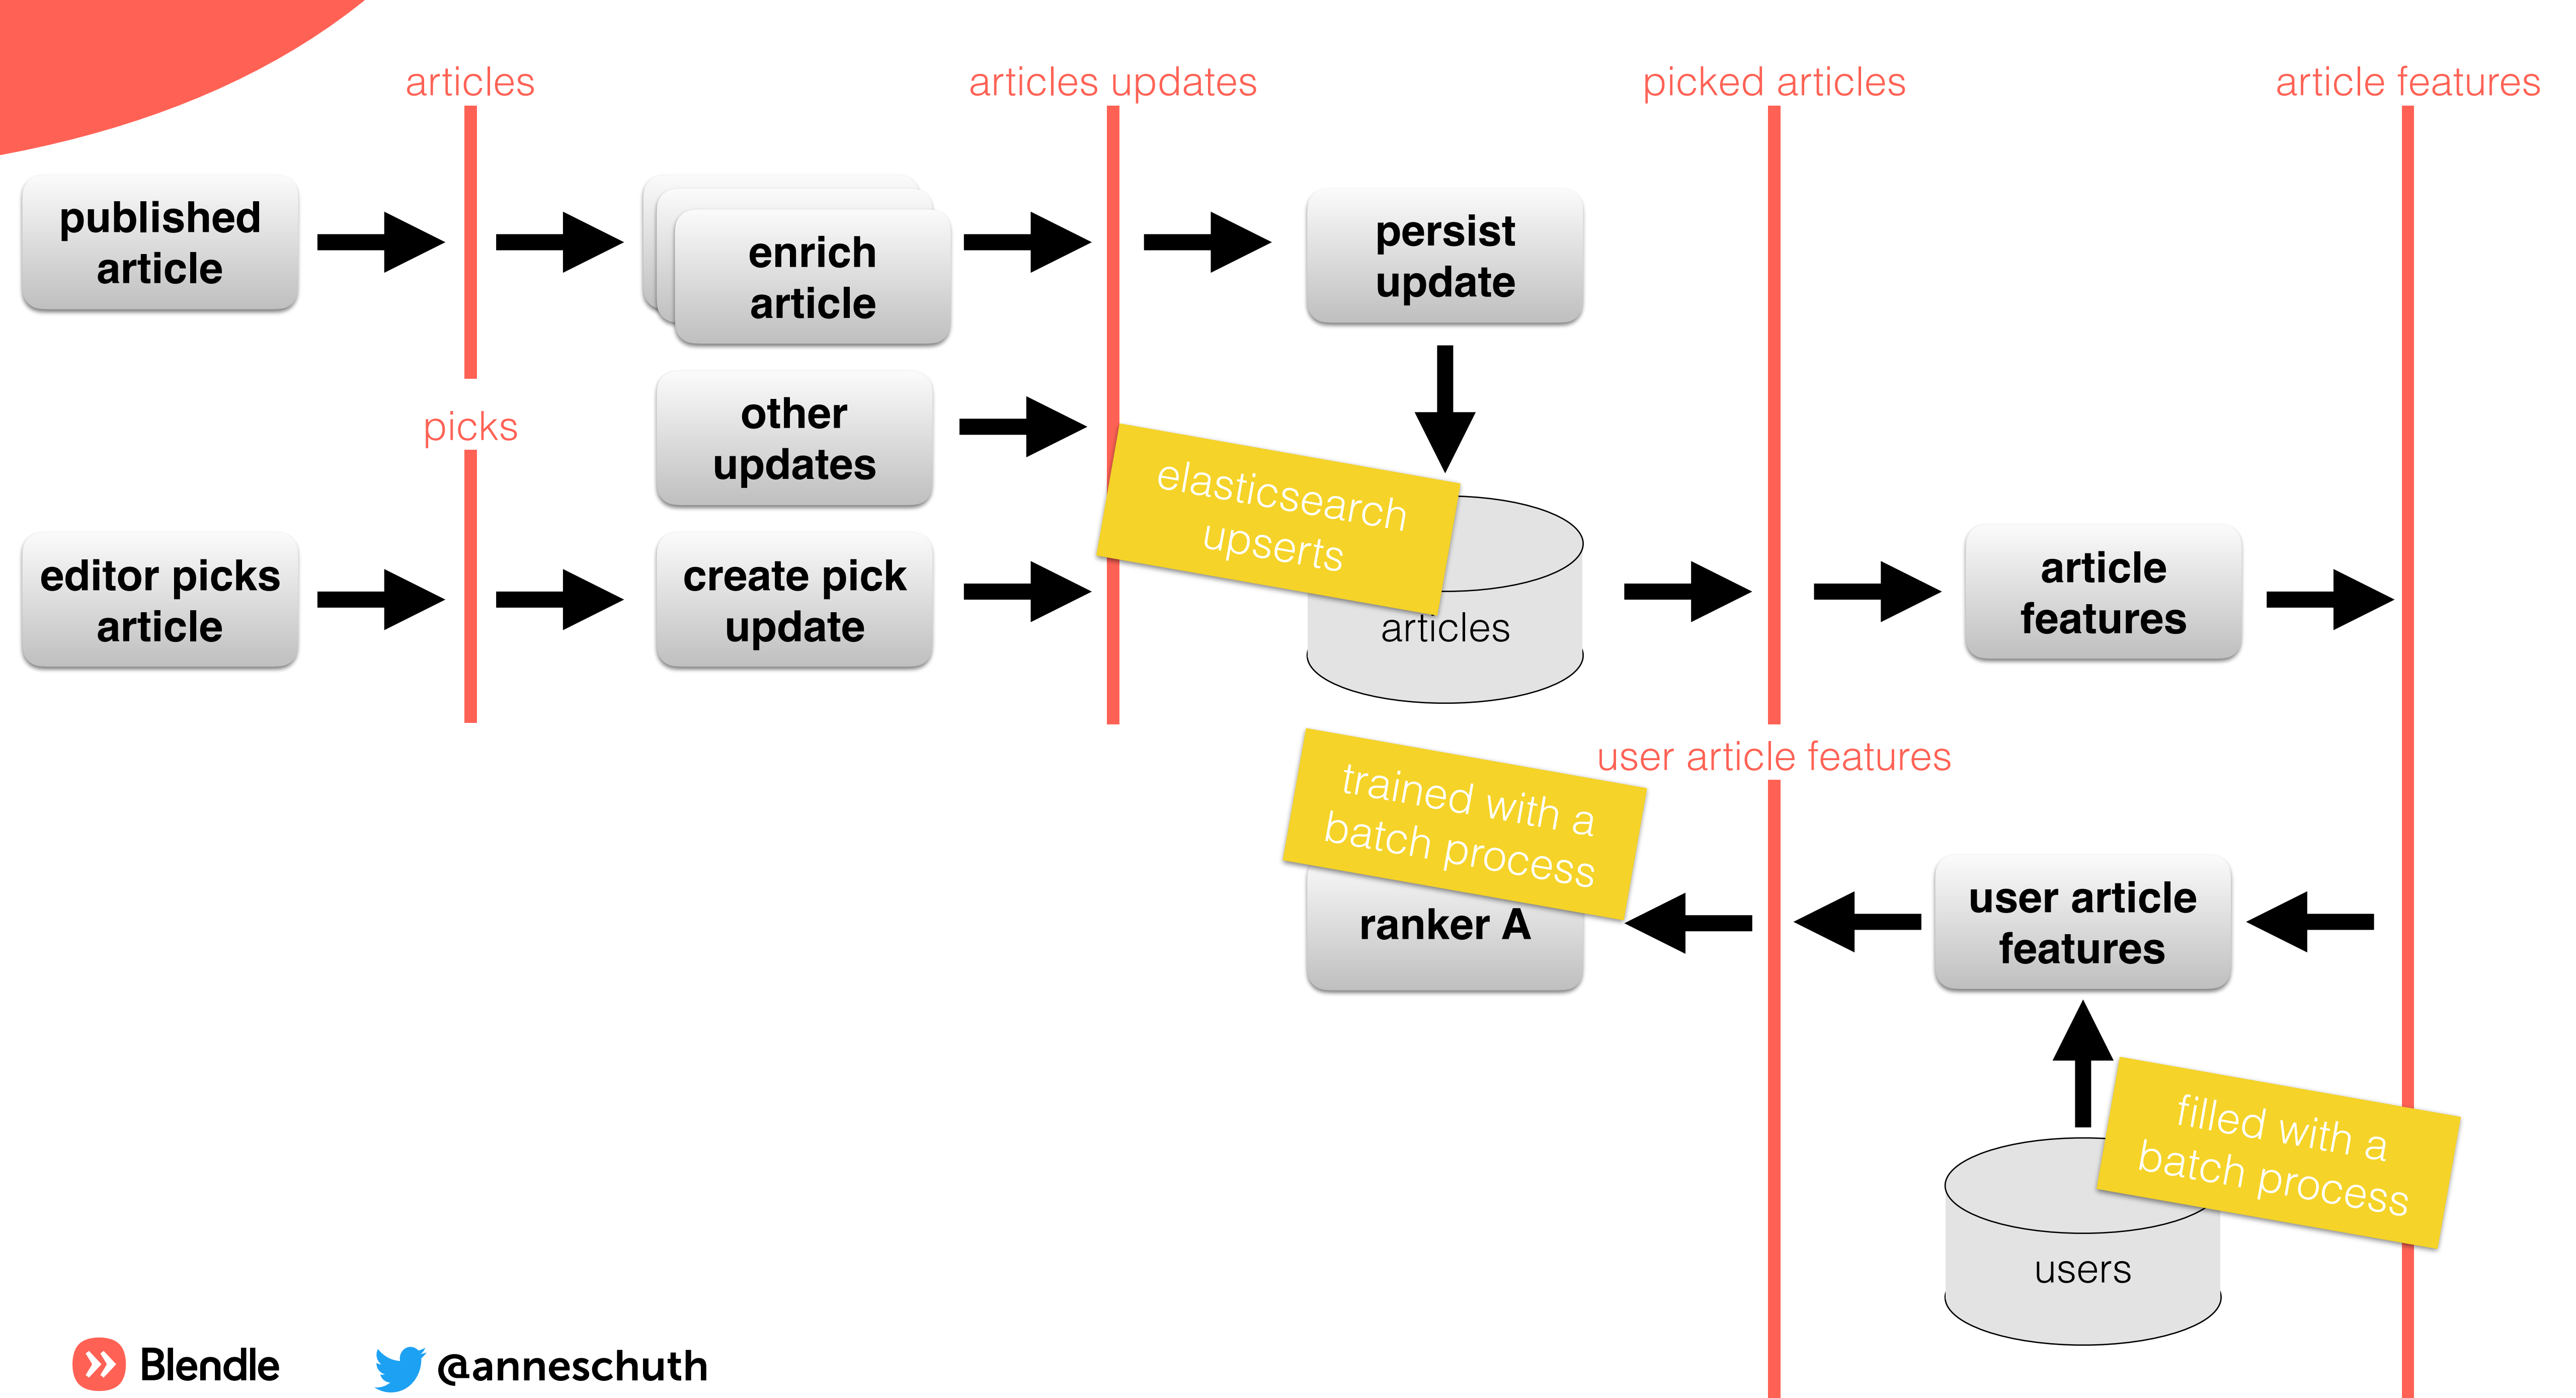 articles
articles updates
picked articles
article features
published
article
enrich
article
persist
update
picks
other
updates
elasticsearch
upserts
editor picks
article
create pick
update
articles
article
features
user article features
trained with a
batch process
ranker A
user article
features
filled with a
batch process
users
Blendle
@anneschuth